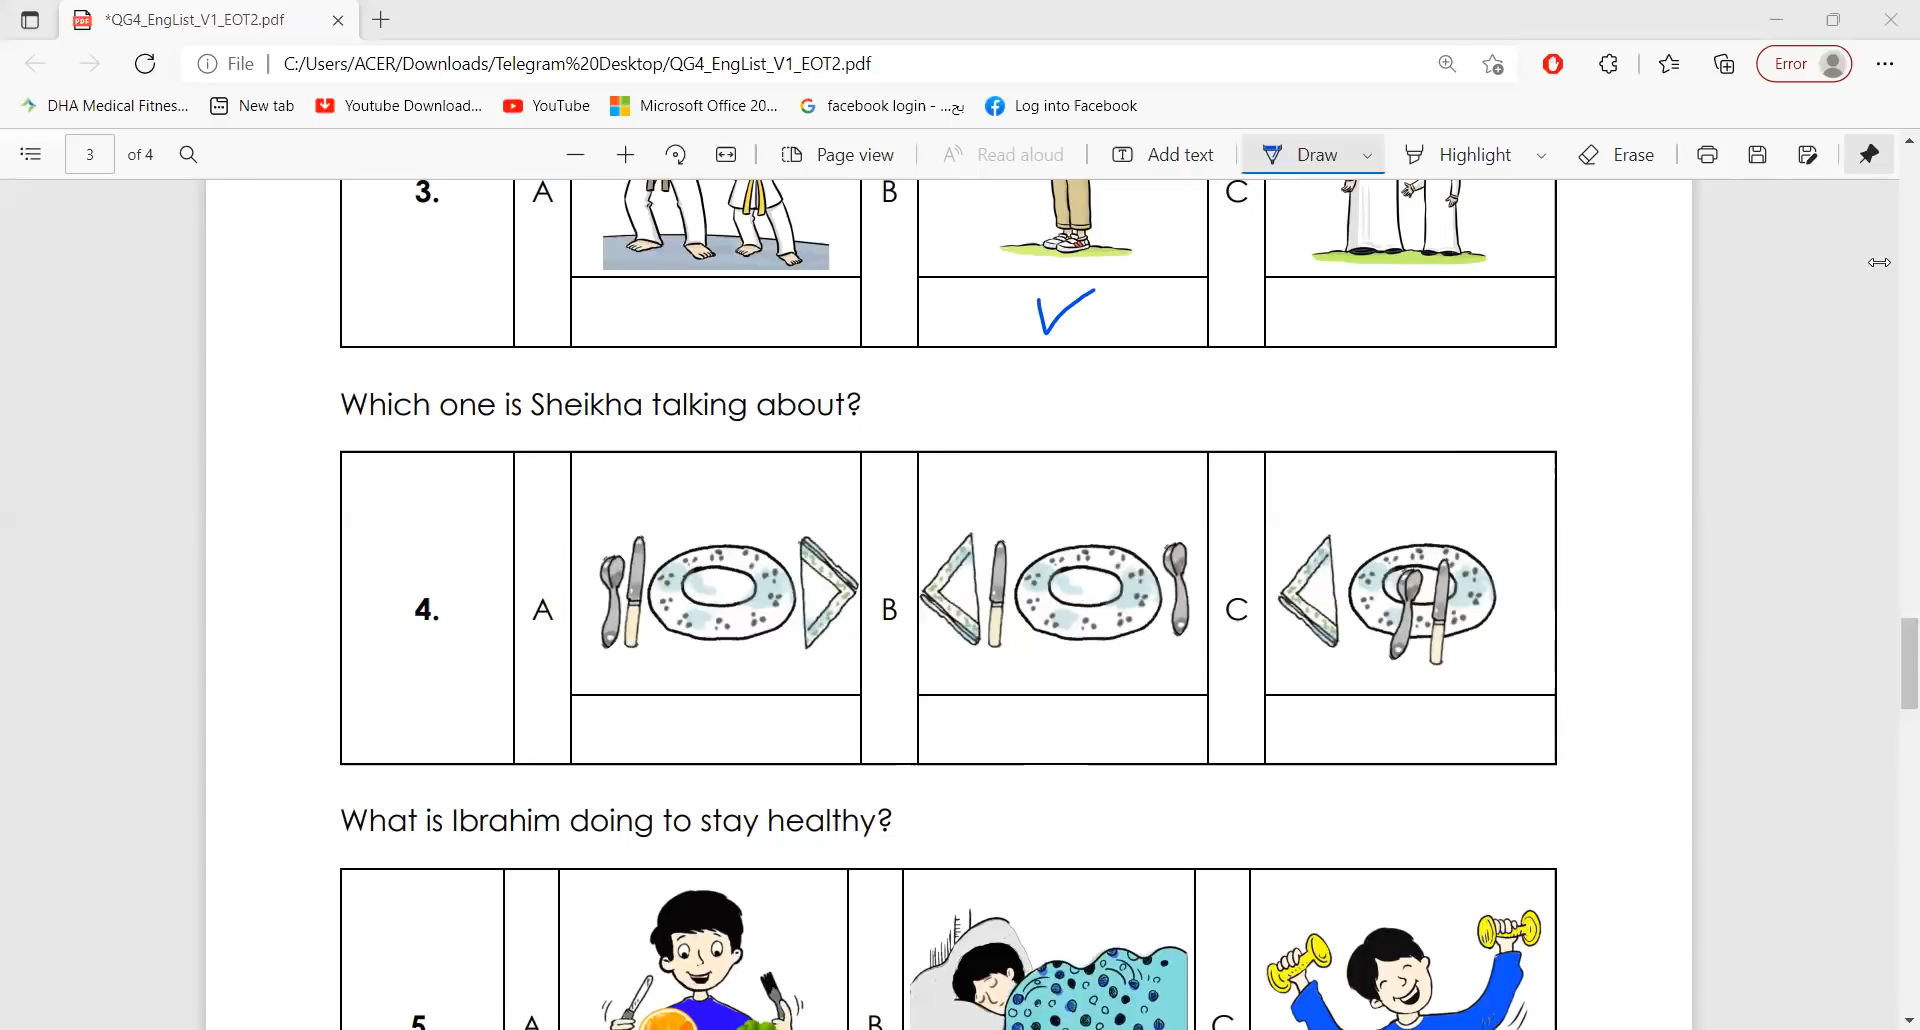 *QG4_EngList_V1_EOT2.pdf
File C:/Users/ACER/Downloads/Telegram%20Desktop/QG4_EngList_V1_EOT2.pdf Error
DHA Medical Fitnes... New tab Youtube Download... YouTube Microsoft Office 20... facebook login - ...بح Log into Facebook
3 of 4 Page view Read aloud Add text Draw Highlight Erase
3. A B C
Which one is Sheikha talking about?
4. A B C
What is Ibrahim doing to stay healthy?
5 A B C